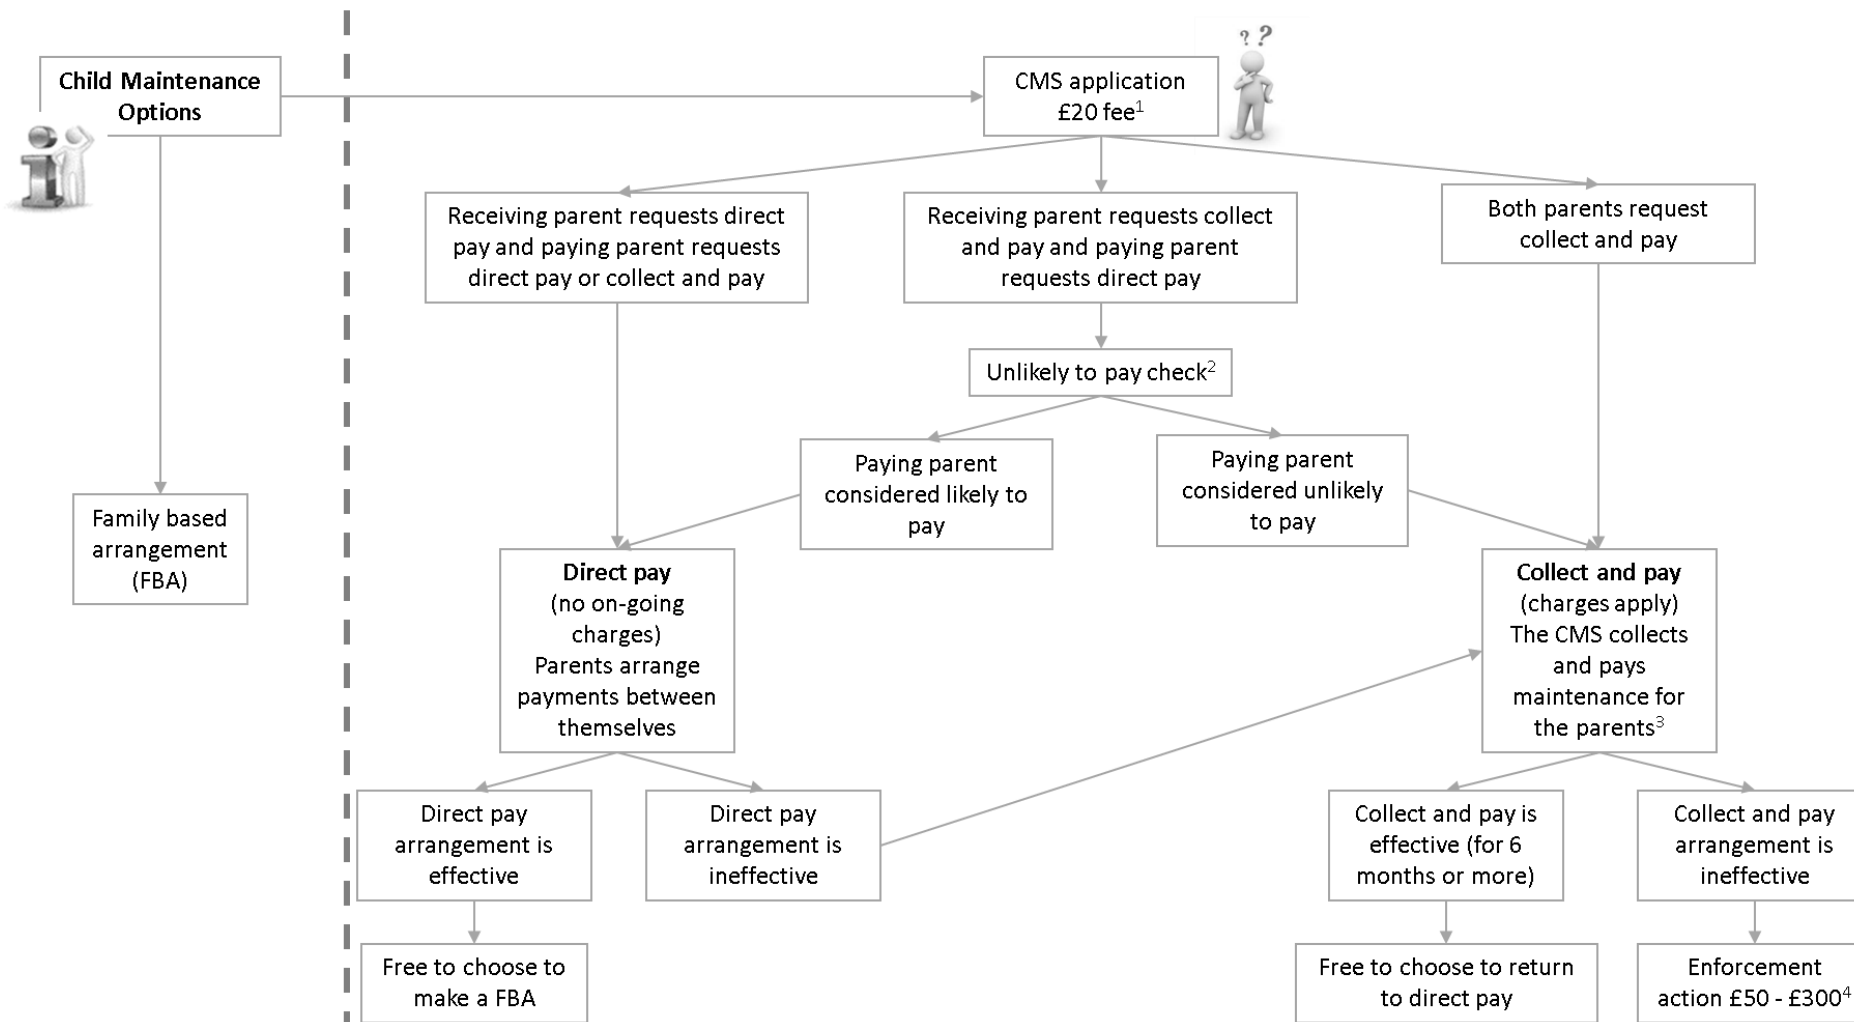 Child Maintenance
Options
? ?
CMS application
£20 fee1
Receiving parent requests direct
pay and paying parent requests
direct pay or collect and pay
Receiving parent requests collect
and pay and paying parent
requests direct pay
Both parents request
collect and pay
Unlikely to pay check2
Paying parent
considered likely to
pay
Paying parent
considered unlikely
to pay
Family based
arrangement
(FBA)
Direct pay
(no on-going
charges)
Parents arrange
payments between
themselves
Collect and pay
(charges apply)
The CMS collects
and pays
maintenance for
the parents3
Direct pay
arrangement is
effective
Direct pay
arrangement is
ineffective
Collect and pay is
effective (for 6
months or more)
Collect and pay
arrangement is
ineffective
Free to choose to
make a FBA
Free to choose to return
to direct pay
Enforcement
action £50 - £3004